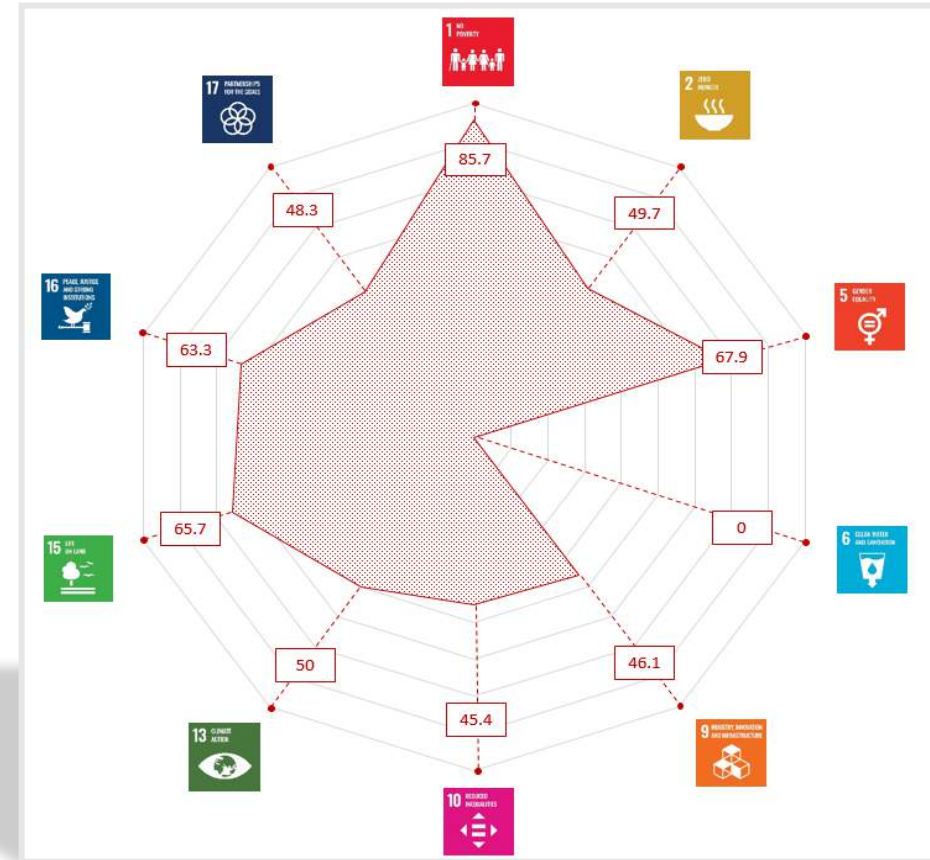 1 NO
POVERTY
17 PARTNERSHIPS
FOR THE GOALS
2 ZERO
HUNGER
85.7
48.3
49.7
16 PEACE, JUSTICE
AND STRONG
INSTITUTIONS
5 GENDER
EQUALITY
63.3
67.9
65.7
0
15 LIFE
ON LAND
6 CLEAN WATER
AND SANITATION
50
46.1
45.4
13 CLIMATE
ACTION
9 INDUSTRY, INNOVATION
AND INFRASTRUCTURE
10 REDUCED
INEQUALITIES